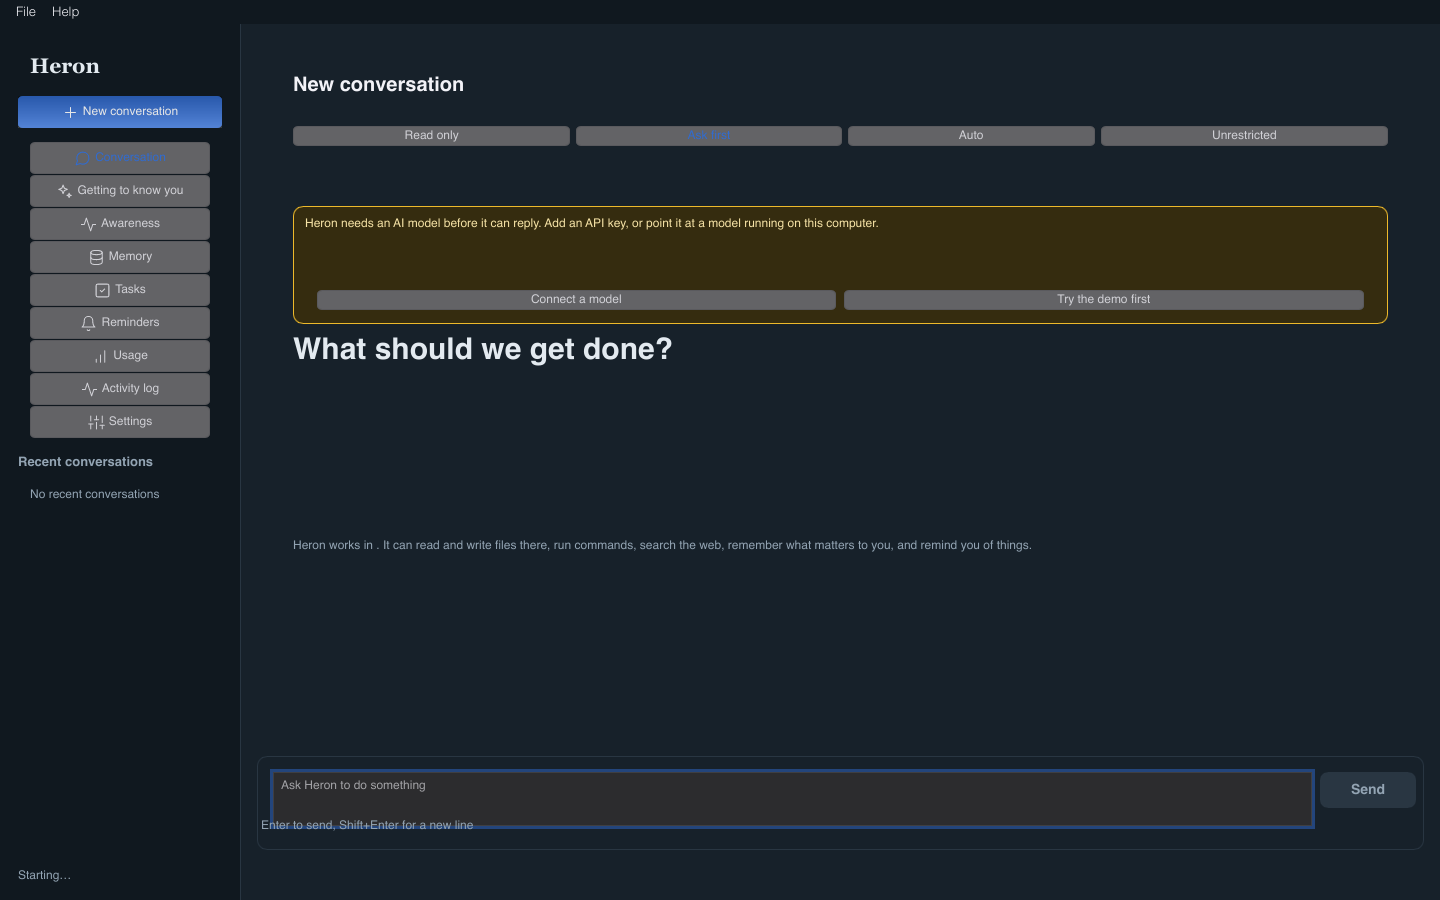 File Help
Heron
New conversation
Conversation
Getting to know you
Awareness
Memory
Tasks
Reminders
Usage
Activity log
Settings
Recent conversations
No recent conversations
Starting…
New conversation
Read only
Ask first
Auto
Unrestricted
Heron needs an AI model before it can reply. Add an API key, or point it at a model running on this computer.
Connect a model
Try the demo first
What should we get done?
Heron works in . It can read and write files there, run commands, search the web, remember what matters to you, and remind you of things.
Ask Heron to do something
Send
Enter to send, Shift+Enter for a new line